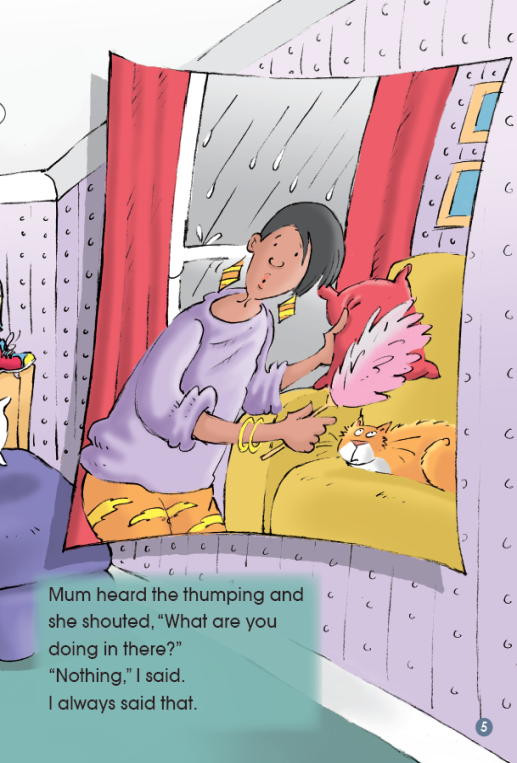 Mum heard the thumping and
she shouted, “What are you
doing in there?”
“Nothing,” I said.
I always said that.
5